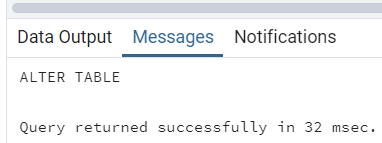 Data Output Messages Notifications
ALTER TABLE
Query returned successfully in 32 msec.